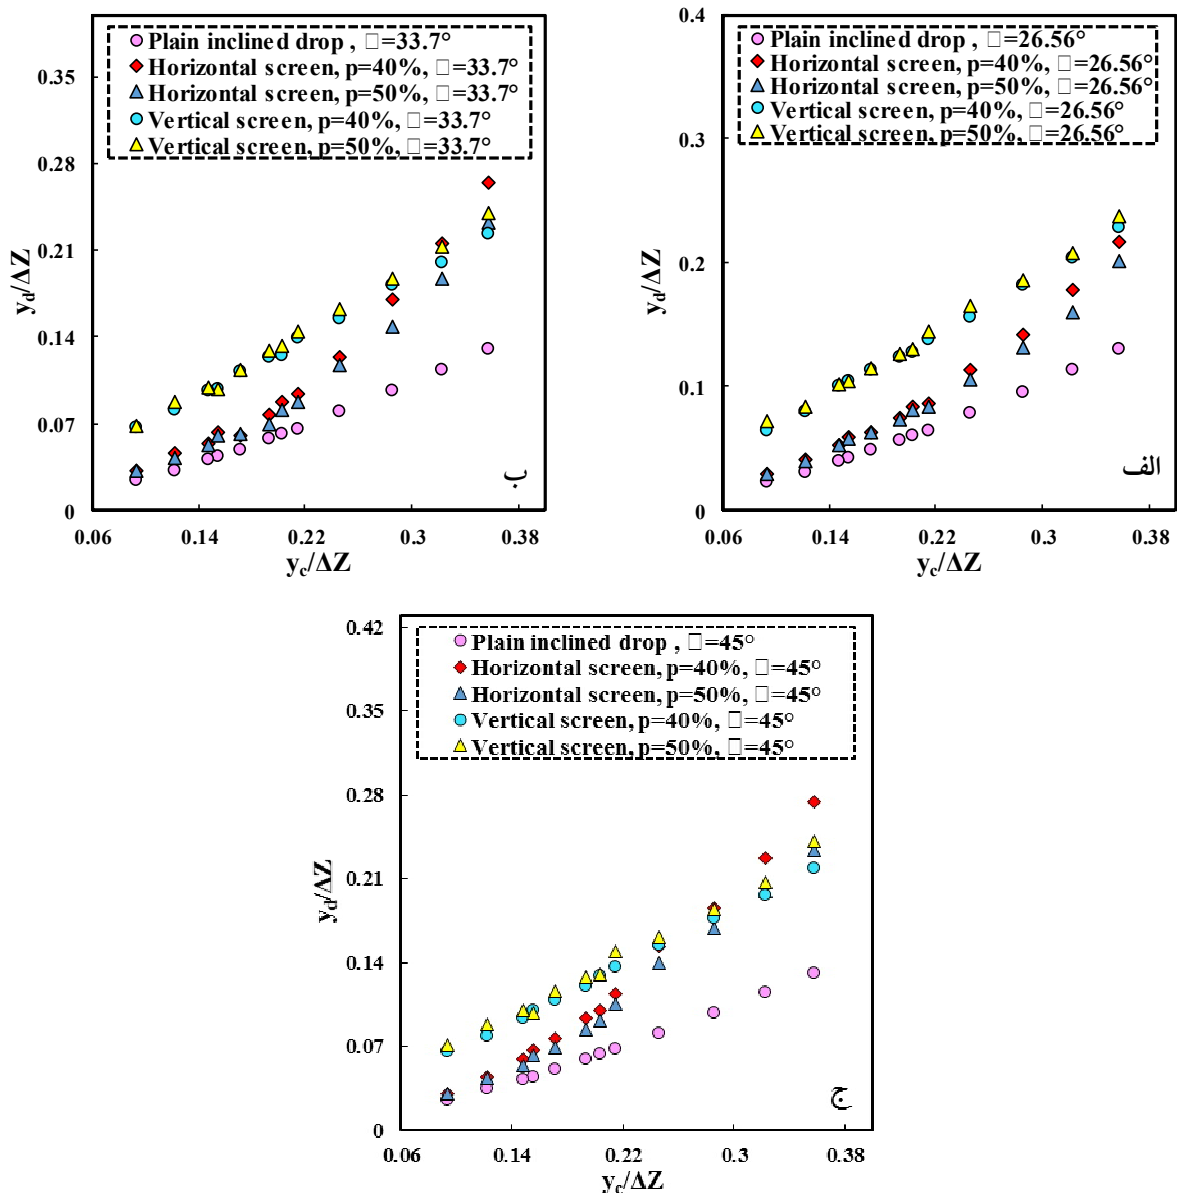 0.35
0.28
0.21
0.14
0.07
0
y_d/ΔZ
Plain inclined drop , □=33.7°
Horizontal screen, p=40%, □=33.7°
Horizontal screen, p=50%, □=33.7°
Vertical screen, p=40%, □=33.7°
Vertical screen, p=50%, □=33.7°
ب
0.06 0.14 0.22 0.3 0.38
y_c/ΔZ
0.4
0.3
0.2
0.1
0
y_d/ΔZ
Plain inclined drop , □=26.56°
Horizontal screen, p=40%, □=26.56°
Horizontal screen, p=50%, □=26.56°
Vertical screen, p=40%, □=26.56°
Vertical screen, p=50%, □=26.56°
الف
0.06 0.14 0.22 0.3 0.38
y_c/ΔZ
0.42
0.35
0.28
0.21
0.14
0.07
0
y_d/ΔZ
Plain inclined drop , □=45°
Horizontal screen, p=40%, □=45°
Horizontal screen, p=50%, □=45°
Vertical screen, p=40%, □=45°
Vertical screen, p=50%, □=45°
ج
0.06 0.14 0.22 0.3 0.38
y_c/ΔZ